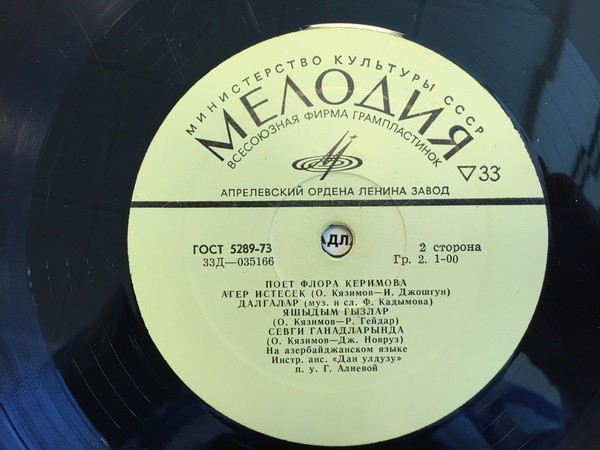 МИНИСТЕРСТВО КУЛЬТУРЫ СССР
МЕЛОДИЯ
ВСЕСОЮЗНАЯ ФИРМА ГРАМПЛАСТИНОК
▽33
АПРЕЛЕВСКИЙ ОРДЕНА ЛЕНИНА ЗАВОД
АДЛ
ГОСТ 5289-73
2 сторона
33Д—035166
Гр. 2. 1-00
ПОЕТ ФЛОРА КЕРИМОВА
АГЕР ИСТЕСЕК (О. Кязимов—И. Джошгун)
ДАЛГАЛАР (муз. и сл. Ф. Кадымова)
ЯШЫДЫМ ГЫЗЛАР
(О. Кязимов—Р. Гейдар)
СЕВГИ ГАНАДЛАРЫНДА
(О. Кязимов—Дж. Новруз)
На азербайджанском языке
Инстр. анс. «Дан улдузу»
п. у. Г. Алиевой